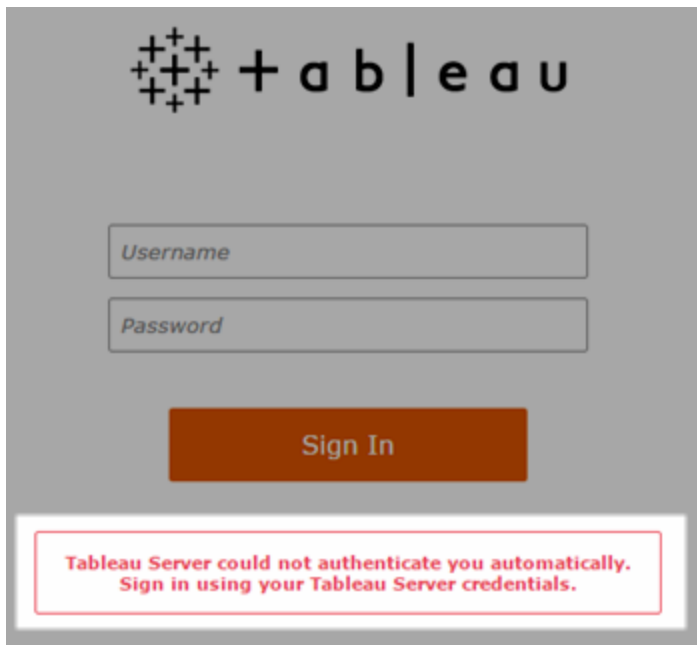 + a b l e a u
Username
Password
Sign In
Tableau Server could not authenticate you automatically.
Sign in using your Tableau Server credentials.